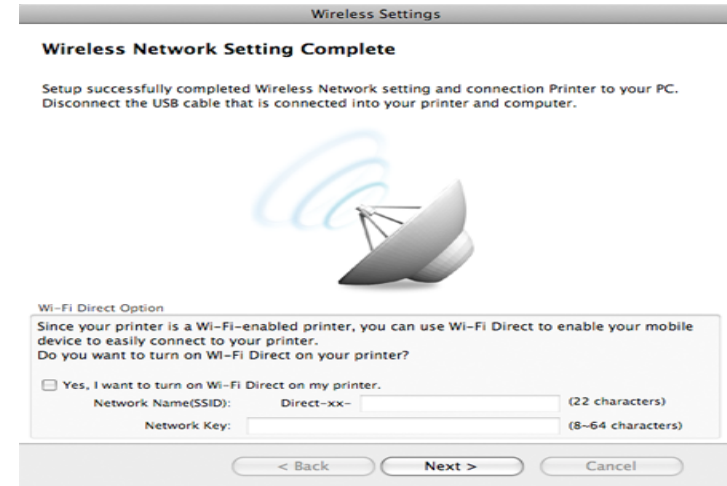 Wireless Settings
Wireless Network Setting Complete
Setup successfully completed Wireless Network setting and connection Printer to your PC.
Disconnect the USB cable that is connected into your printer and computer.
Wi-Fi Direct Option
Since your printer is a Wi-Fi-enabled printer, you can use Wi-Fi Direct to enable your mobile
device to easily connect to your printer.
Do you want to turn on WI-Fi Direct on your printer?
Yes, I want to turn on Wi-Fi Direct on my printer.
Network Name(SSID): Direct-xx- (22 characters)
Network Key: (8~64 characters)
< Back Next > Cancel